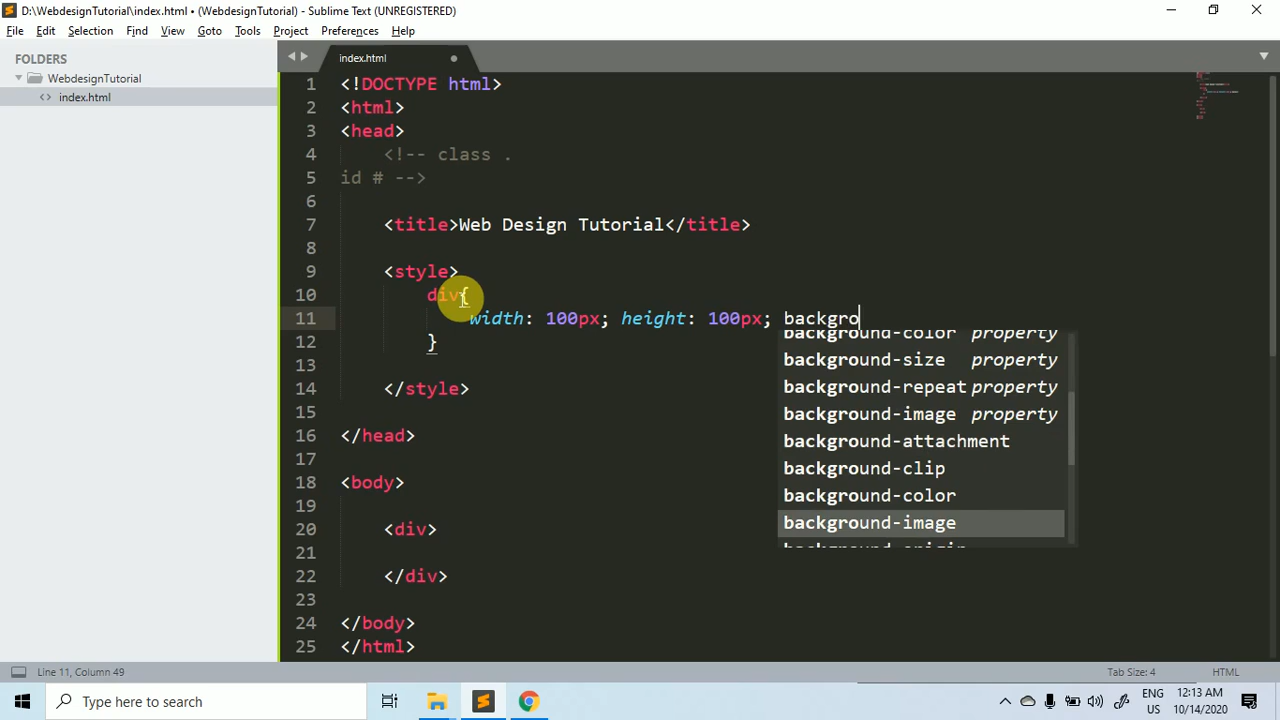 D:\WebdesignTutorial\index.html • (WebdesignTutorial) - Sublime Text (UNREGISTERED)
File Edit Selection Find View Goto Tools Project Preferences Help
FOLDERS
WebdesignTutorial
index.html
index.html
1 <!DOCTYPE html>
2 <html>
3 <head>
4 <!-- class .
5 id # -->
6
7 <title>Web Design Tutorial</title>
8
9 <style>
10 div{
11 width: 100px; height: 100px; backgro
background-color property
background-size property
background-repeat property
background-image property
background-attachment
background-clip
background-color
background-image
background-origin
12 }
13
14 </style>
15
16 </head>
17
18 <body>
19
20 <div>
21
22 </div>
23
24 </body>
25 </html>
Line 11, Column 49
Tab Size: 4
HTML
Type here to search
ENG
US
12:13 AM
10/14/2020